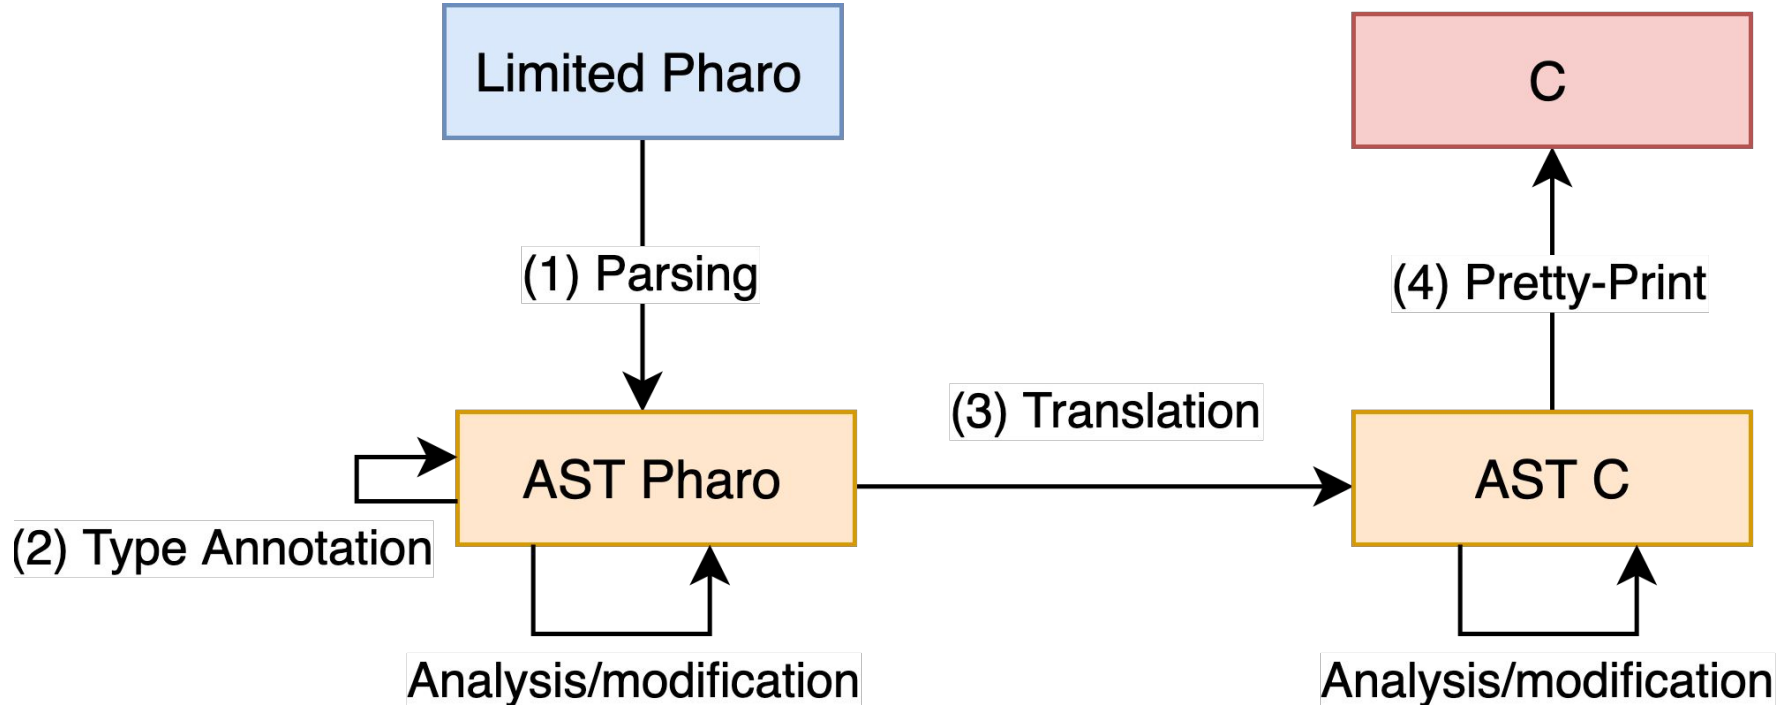 Limited Pharo
C
(1) Parsing
(4) Pretty-Print
(3) Translation
AST Pharo
AST C
(2) Type Annotation
Analysis/modification
Analysis/modification